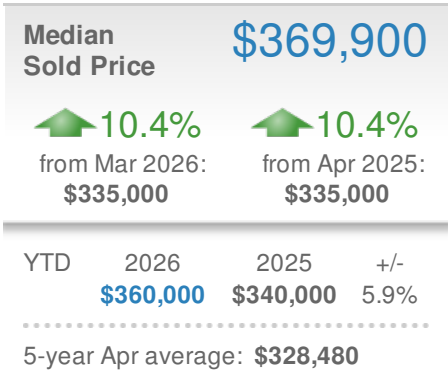 Median $369,900
Sold Price
10.4% 10.4%
from Mar 2026: from Apr 2025:
$335,000 $335,000
YTD 2026 2025 +/-
$360,000 $340,000 5.9%
5-year Apr average: $328,480